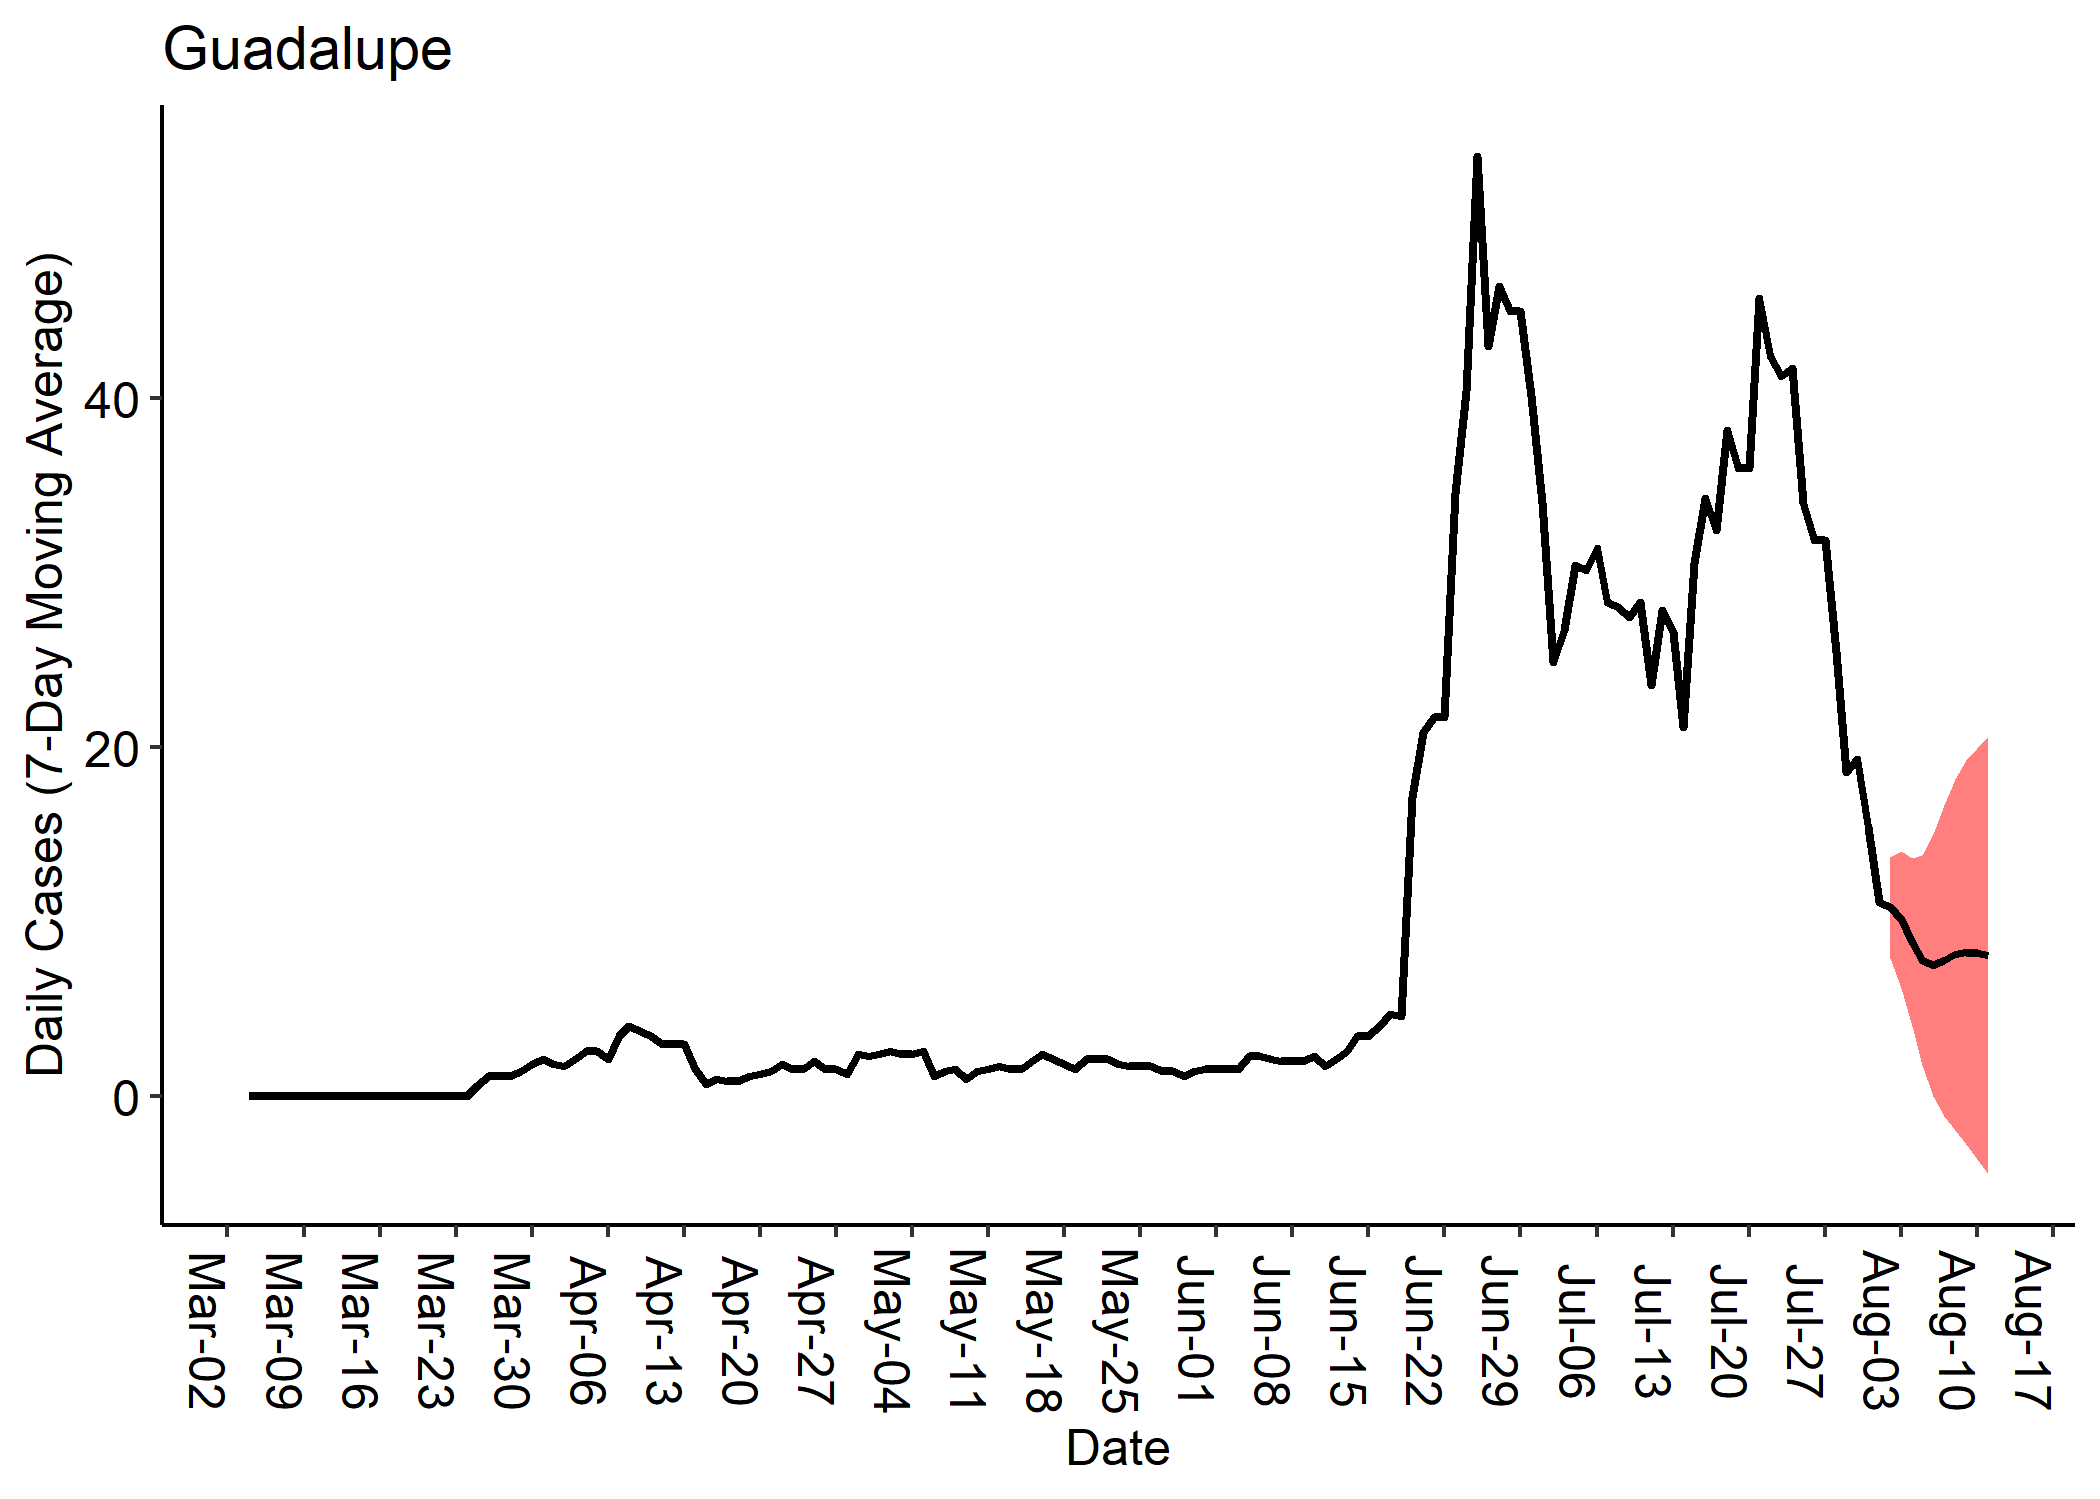 Guadalupe
Daily Cases (7-Day Moving Average)
40
20
0
Mar-02
Mar-09
Mar-16
Mar-23
Mar-30
Apr-06
Apr-13
Apr-20
Apr-27
May-04
May-11
May-18
May-25
Jun-01
Jun-08
Jun-15
Jun-22
Jun-29
Jul-06
Jul-13
Jul-20
Jul-27
Aug-03
Aug-10
Aug-17
Date